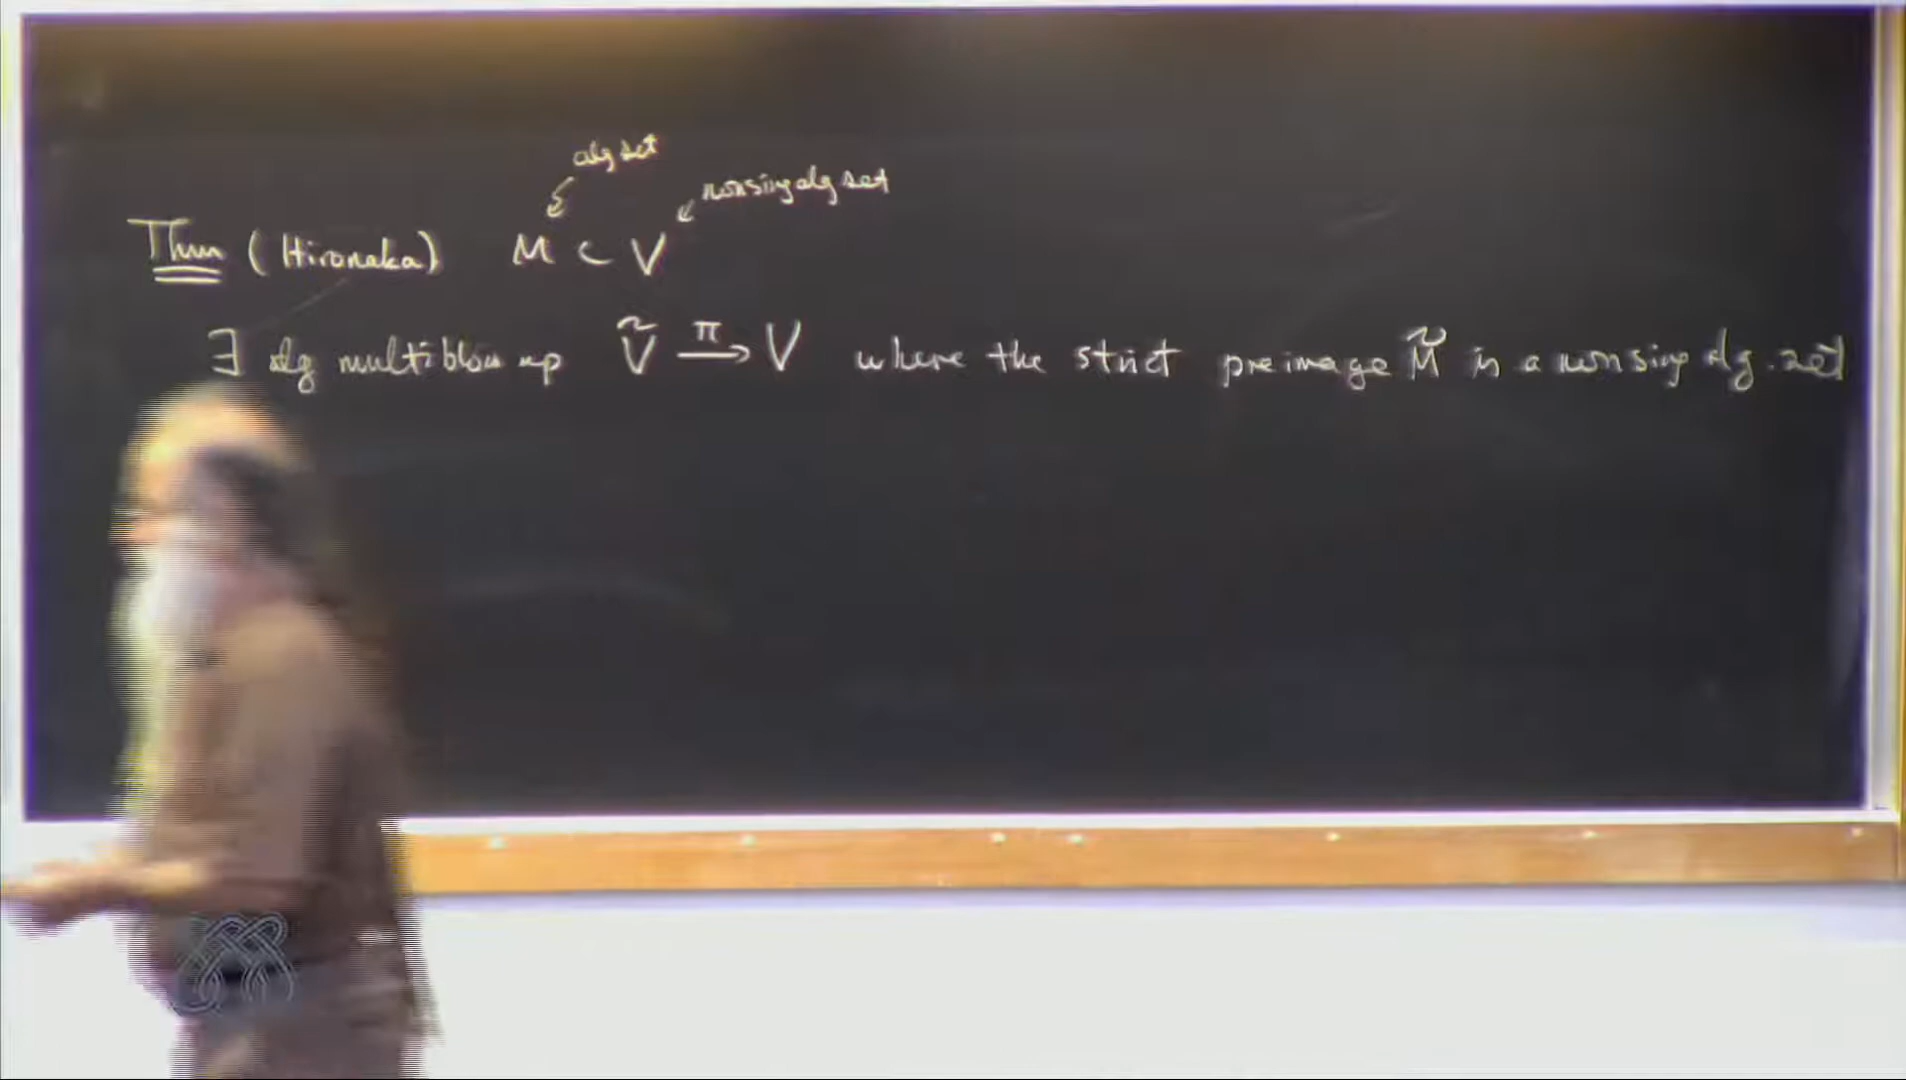 alg set
nonsing alg set
Thm (Hironaka) M ⊂ V
∃ alg multiblow up Ṽ —π→ V where the strict preimage M̃ is a nonsing alg. set